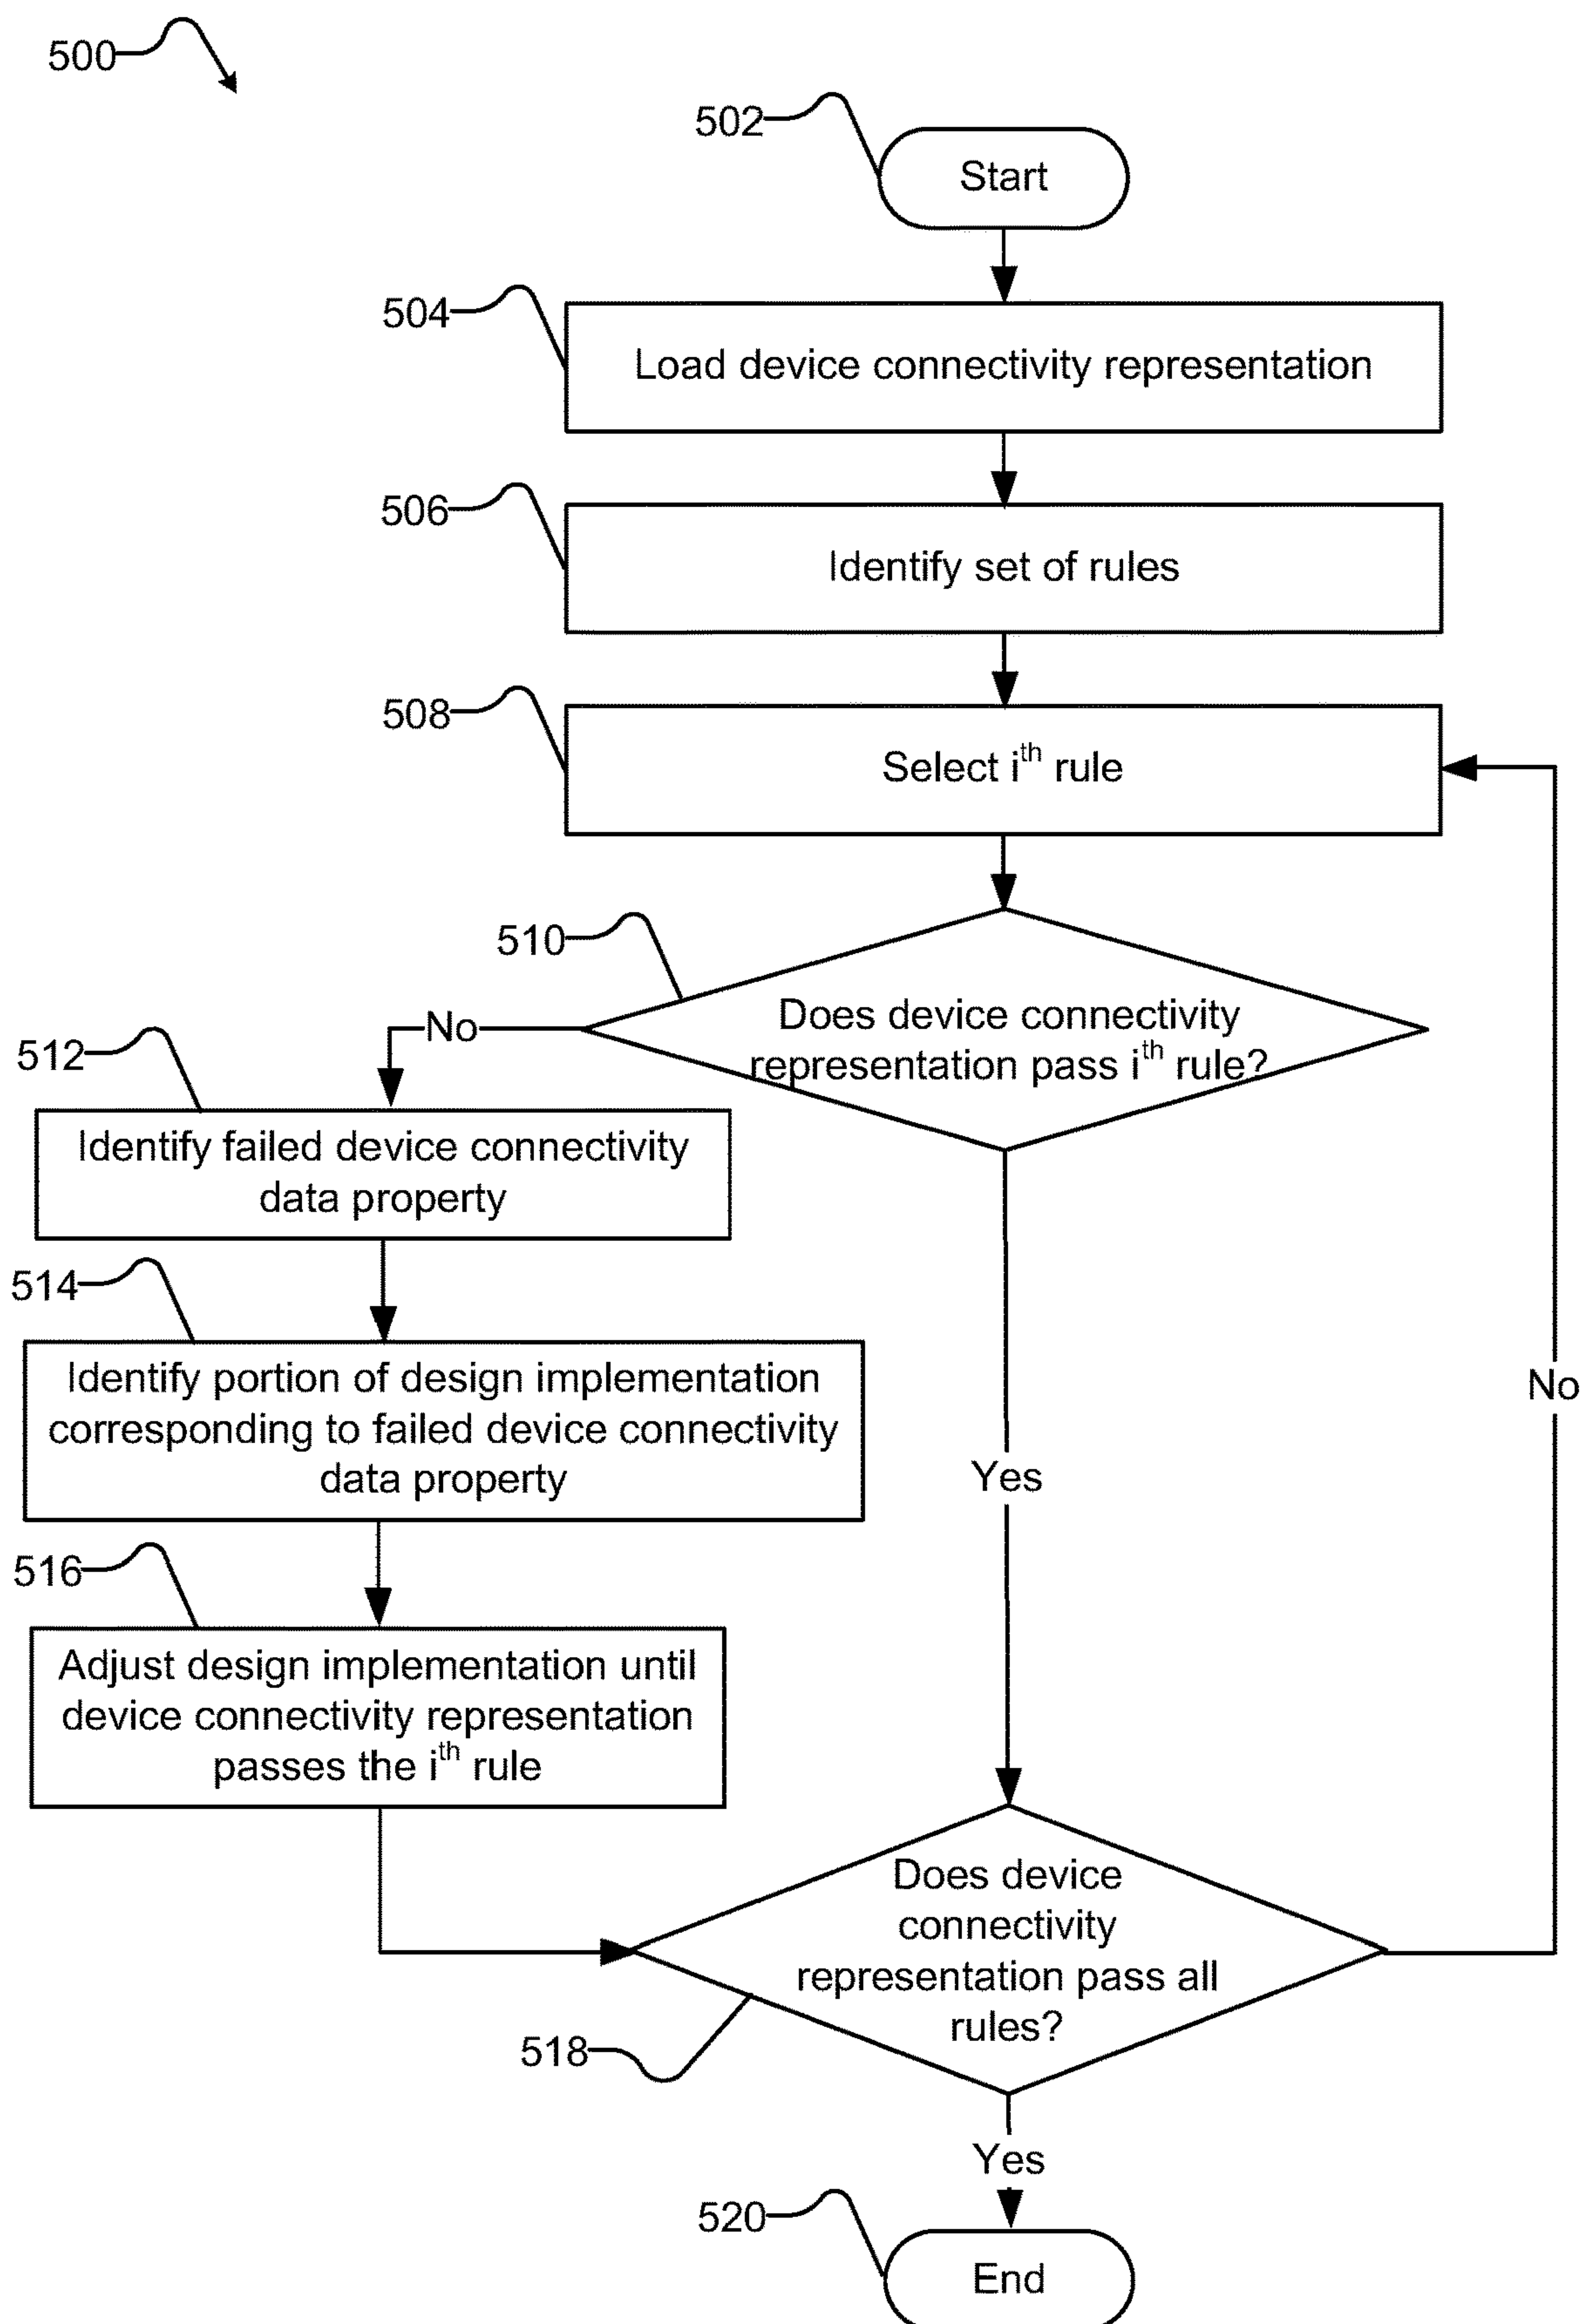 500
502
Start
504
Load device connectivity representation
506
Identify set of rules
508
Select ith rule
510
Does device connectivity
representation pass ith rule?
No
512
Identify failed device connectivity
data property
514
Identify portion of design implementation
corresponding to failed device connectivity
data property
No
Yes
516
Adjust design implementation until
device connectivity representation
passes the ith rule
Does device
connectivity
representation pass all
rules?
518
Yes
520
End